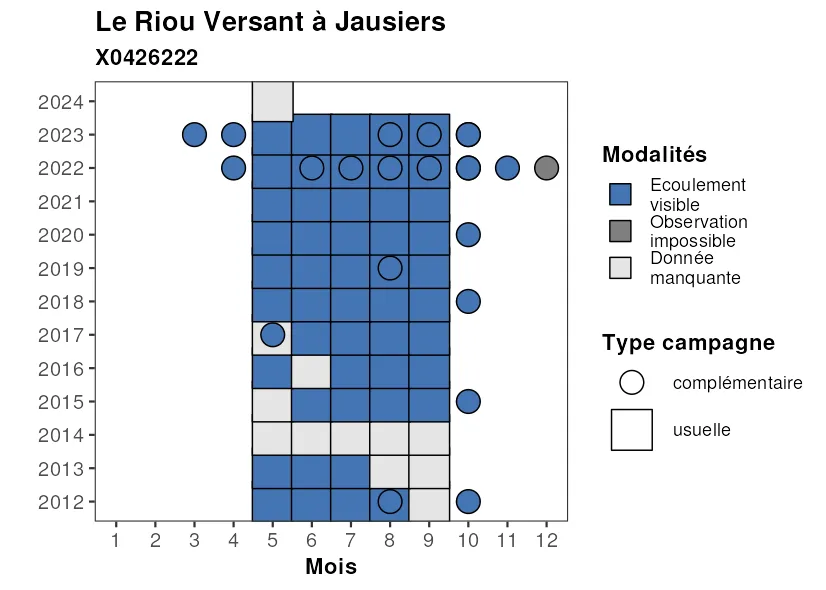 Le Riou Versant à Jausiers
X0426222
2024
2023
2022
2021
2020
2019
2018
2017
2016
2015
2014
2013
2012
1 2 3 4 5 6 7 8 9 10 11 12
Mois
Modalités
Ecoulement
visible
Observation
impossible
Donnée
manquante
Type campagne
complémentaire
usuelle